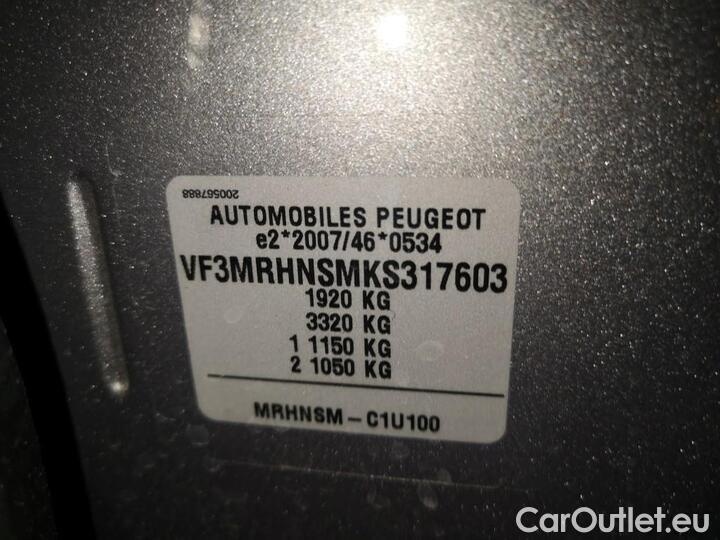 200567888
AUTOMOBILES PEUGEOT
e2*2007/46*0534
VF3MRHNSMKS317603
1920 KG
3320 KG
1 1150 KG
2 1050 KG
MRHNSM - C1U100
CarOutlet.eu